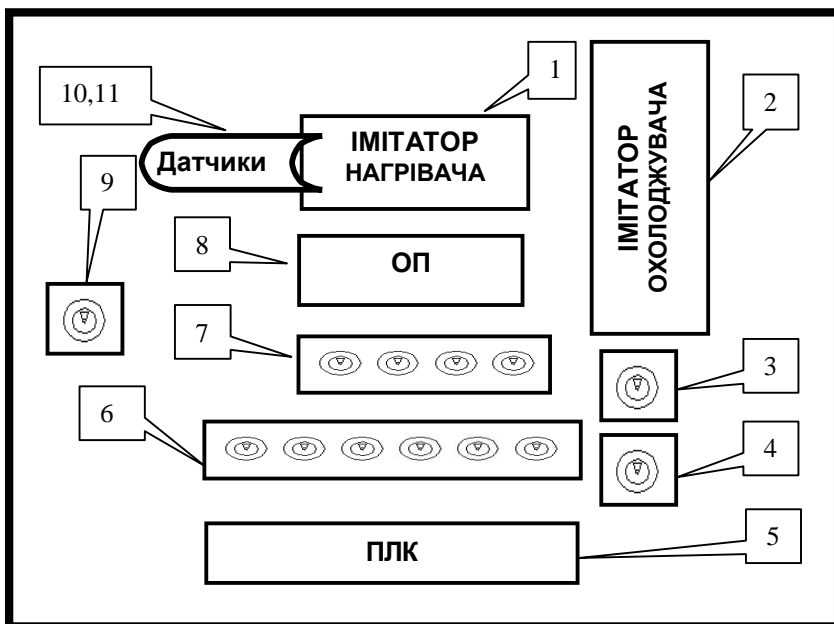 1
10,11
2
ІМІТАТОР
НАГРІВАЧА
Датчики
ІМІТАТОР
ОХОЛОДЖУВАЧА
9
8
ОП
7
3
6
4
ПЛК
5